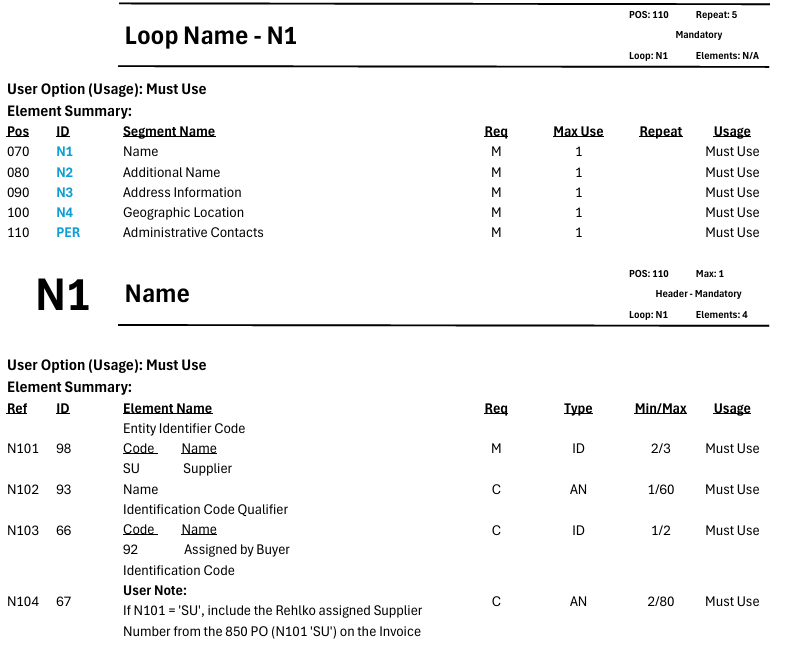 POS: 110 Repeat: 5
Loop Name - N1 Mandatory
Loop: N1 Elements: N/A
User Option (Usage): Must Use
Element Summary:
Pos ID Segment Name Req Max Use Repeat Usage
070 N1 Name M 1 Must Use
080 N2 Additional Name M 1 Must Use
090 N3 Address Information M 1 Must Use
100 N4 Geographic Location M 1 Must Use
110 PER Administrative Contacts M 1 Must Use
POS: 110 Max: 1
N1 Name Header - Mandatory
Loop: N1 Elements: 4
User Option (Usage): Must Use
Element Summary:
Ref ID Element Name Req Type Min/Max Usage
Entity Identifier Code
N101 98 Code Name M ID 2/3 Must Use
SU Supplier
N102 93 Name C AN 1/60 Must Use
Identification Code Qualifier
N103 66 Code Name C ID 1/2 Must Use
92 Assigned by Buyer
Identification Code
User Note:
N104 67 C AN 2/80 Must Use
If N101 = 'SU', include the Rehlko assigned Supplier
Number from the 850 PO (N101 'SU') on the Invoice